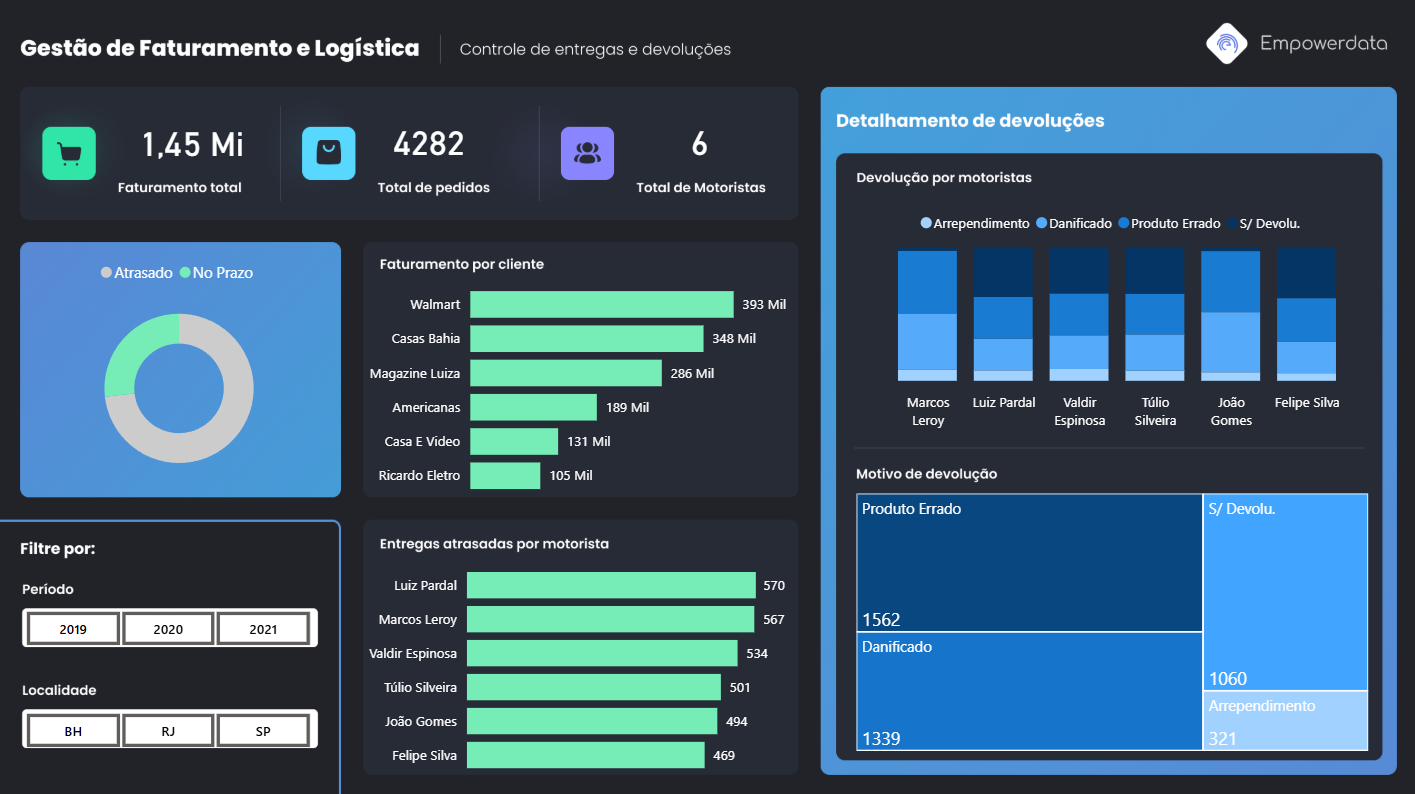 Gestão de Faturamento e Logística
Controle de entregas e devoluções
Empowerdata
1,45 Mi
Faturamento total
4282
Total de pedidos
6
Total de Motoristas
Atrasado No Prazo
Faturamento por cliente
Walmart 393 Mil
Casas Bahia 348 Mil
Magazine Luiza 286 Mil
Americanas 189 Mil
Casa E Video 131 Mil
Ricardo Eletro 105 Mil
Filtre por:
Período
2019 2020 2021
Localidade
BH RJ SP
Entregas atrasadas por motorista
Luiz Pardal 570
Marcos Leroy 567
Valdir Espinosa 534
Túlio Silveira 501
João Gomes 494
Felipe Silva 469
Detalhamento de devoluções
Devolução por motoristas
Arrependimento Danificado Produto Errado S/ Devolu.
Marcos Leroy
Luiz Pardal
Valdir Espinosa
Túlio Silveira
João Gomes
Felipe Silva
Motivo de devolução
Produto Errado
1562
Danificado
1339
S/ Devolu.
1060
Arrependimento
321